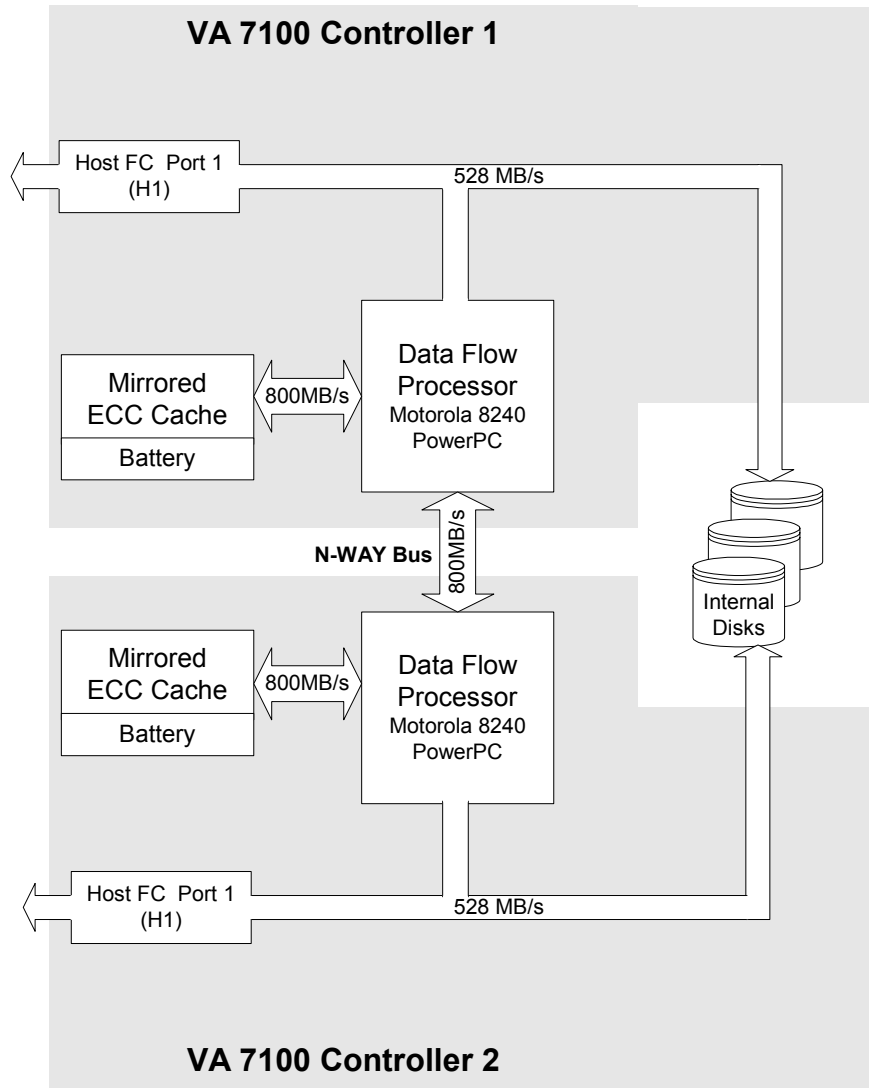 VA 7100 Controller 1
Host FC Port 1
(H1)
528 MB/s
Mirrored
ECC Cache
Battery
800MB/s
Data Flow
Processor
Motorola 8240
PowerPC
N-WAY Bus
800MB/s
Internal
Disks
Mirrored
ECC Cache
Battery
800MB/s
Data Flow
Processor
Motorola 8240
PowerPC
Host FC Port 1
(H1)
528 MB/s
VA 7100 Controller 2